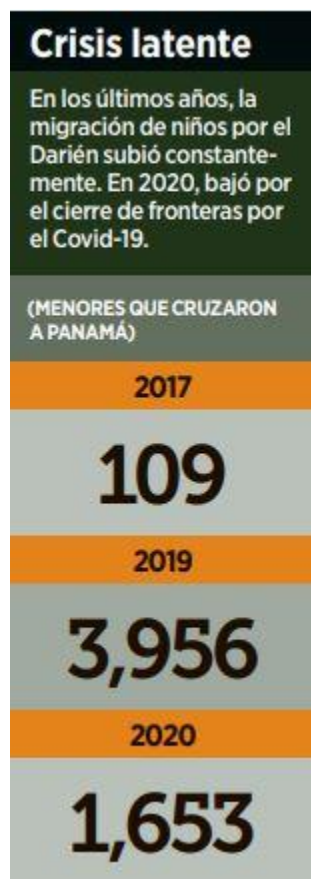 Crisis latente
En los últimos años, la
migración de niños por el
Darién subió constante-
mente. En 2020, bajó por
el cierre de fronteras por
el Covid-19.
(MENORES QUE CRUZARON
A PANAMÁ)
2017
109
2019
3,956
2020
1,653